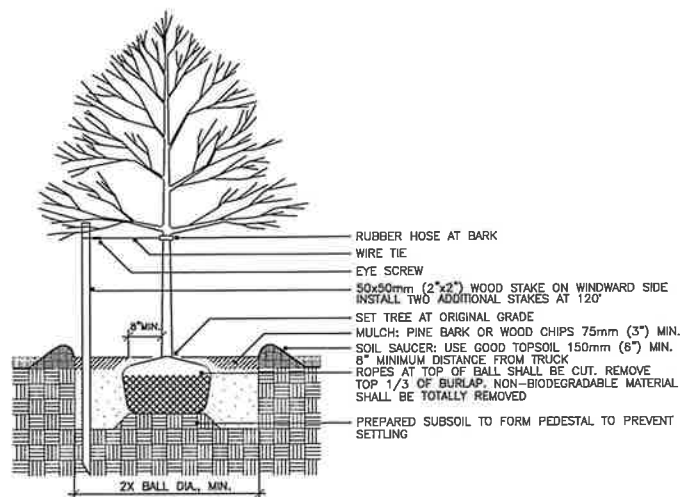 RUBBER HOSE AT BARK
WIRE TIE
EYE SCREW
50x50mm (2"x2") WOOD STAKE ON WINDWARD SIDE
INSTALL TWO ADDITIONAL STAKES AT 120'
8"MIN.
SET TREE AT ORIGINAL GRADE
MULCH: PINE BARK OR WOOD CHIPS 75mm (3") MIN.
SOIL SAUCER: USE GOOD TOPSOIL 150mm (6") MIN.
8" MINIMUM DISTANCE FROM TRUCK
ROPES AT TOP OF BALL SHALL BE CUT. REMOVE
TOP 1/3 OF BURLAP. NON-BIODEGRADABLE MATERIAL
SHALL BE TOTALLY REMOVED
PREPARED SUBSOIL TO FORM PEDESTAL TO PREVENT
SETTLING
2X BALL DIA., MIN.